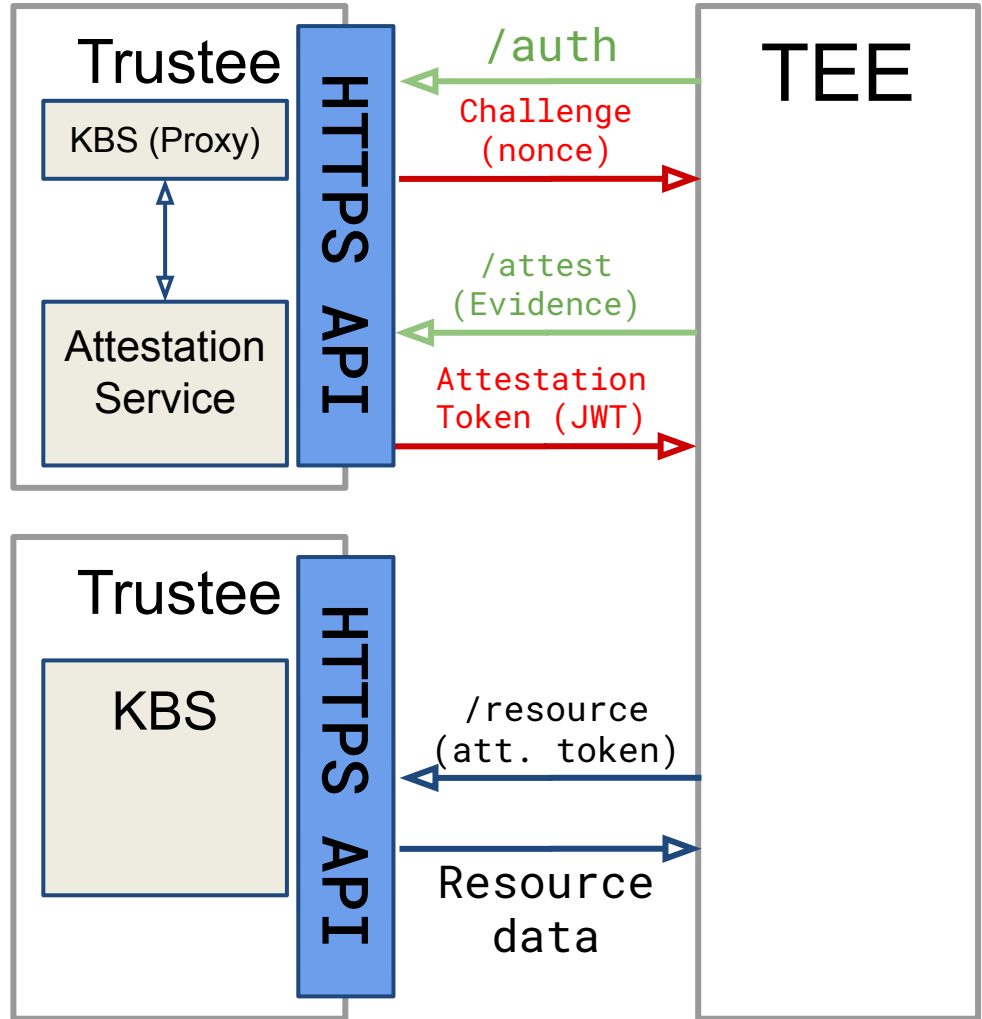 Trustee
KBS (Proxy)
Attestation
Service
HTTPS API
/auth
Challenge
(nonce)
/attest
(Evidence)
Attestation
Token (JWT)
TEE
Trustee
KBS
HTTPS API
/resource
(att. token)
Resource
data